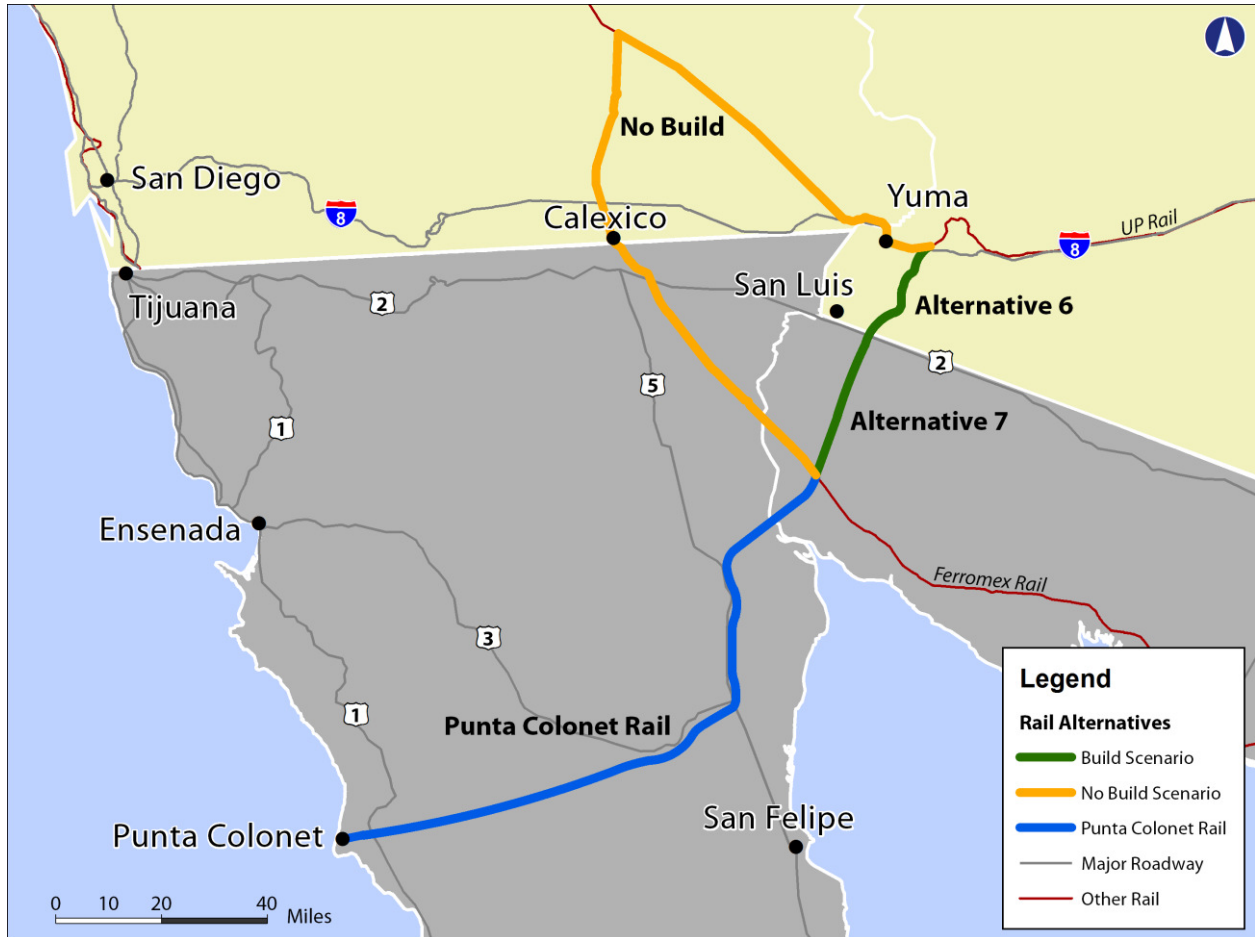 No Build
San Diego
8
Calexico
Yuma
UP Rail
8
Tijuana
2
San Luis
Alternative 6
2
5
1
Alternative 7
Ensenada
Ferromex Rail
3
1
Punta Colonet Rail
Punta Colonet
San Felipe
0 10 20 40 Miles
Legend
Rail Alternatives
Build Scenario
No Build Scenario
Punta Colonet Rail
Major Roadway
Other Rail